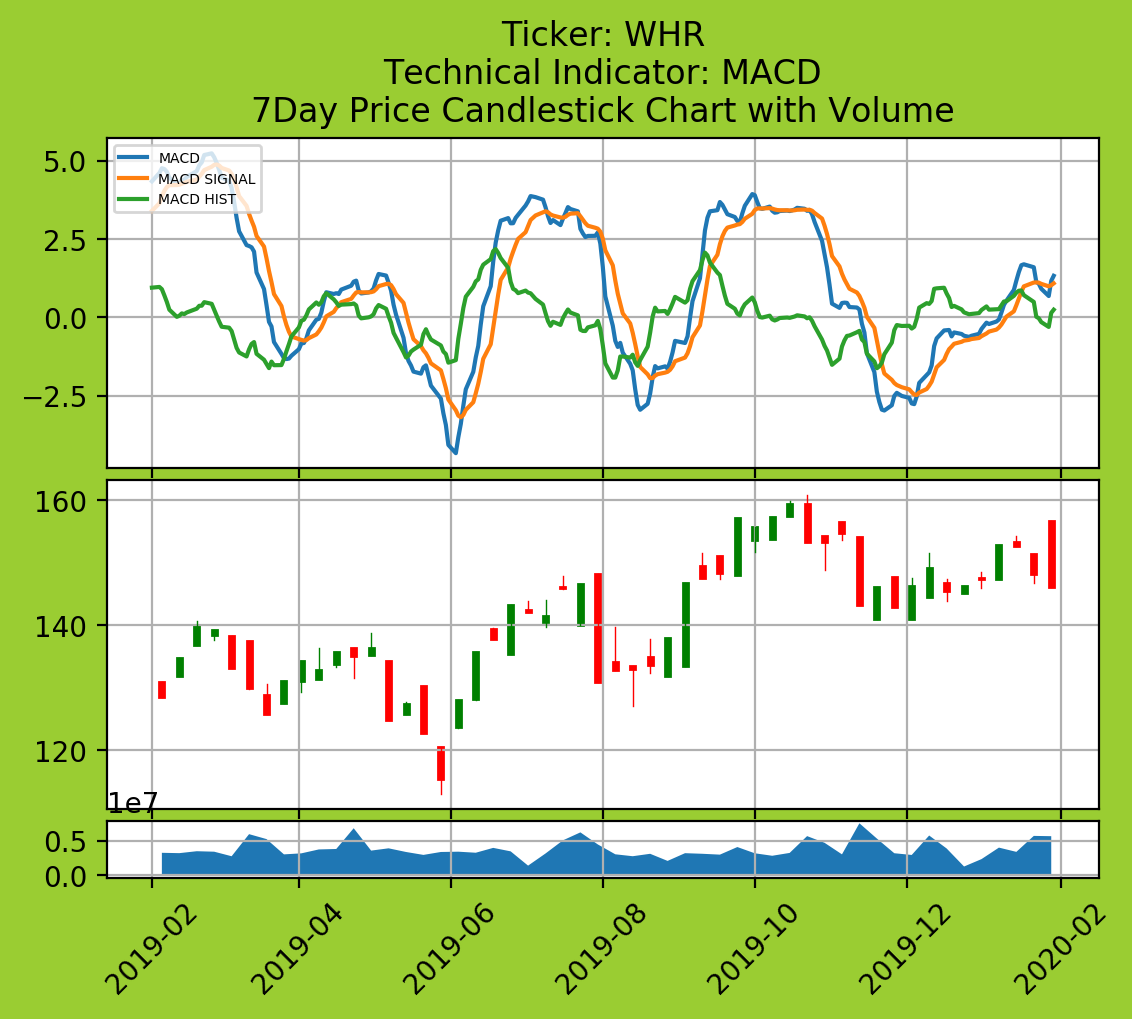 Ticker: WHR
Technical Indicator: MACD
7Day Price Candlestick Chart with Volume
MACD
MACD SIGNAL
MACD HIST
5.0
2.5
0.0
−2.5
160
140
120
1e7
0.5
0.0
2019-02
2019-04
2019-06
2019-08
2019-10
2019-12
2020-02